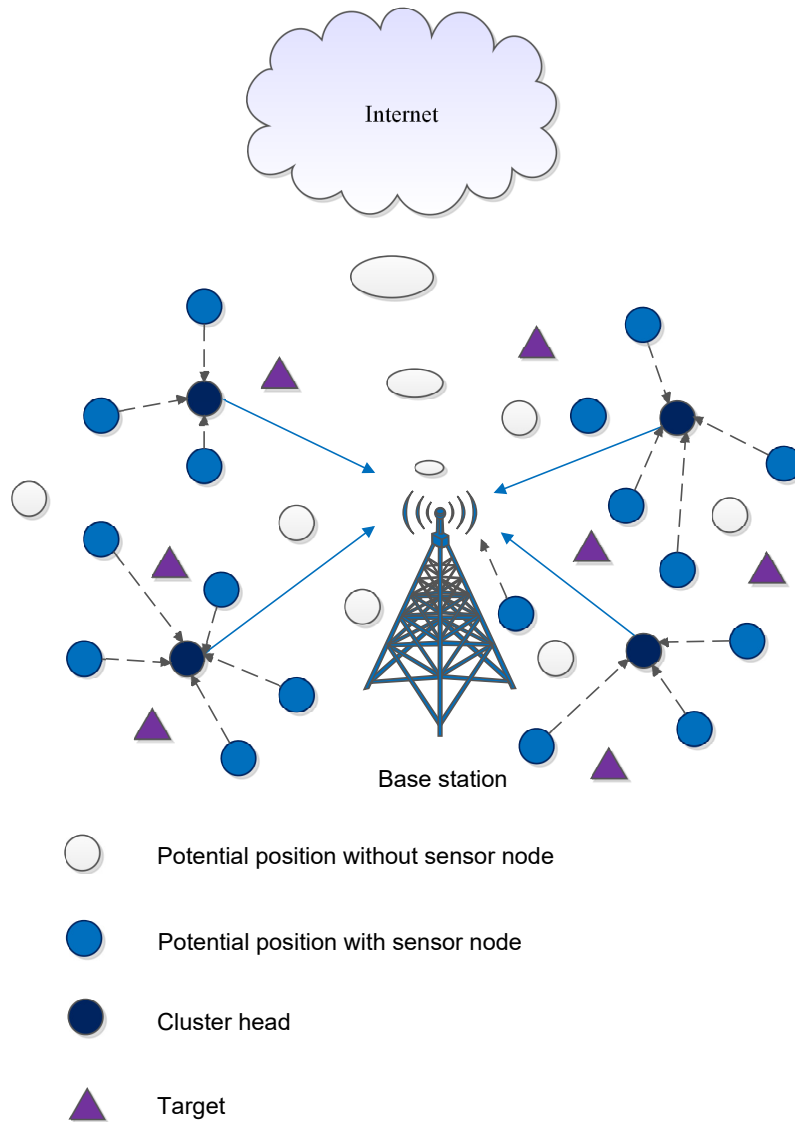 Internet
Base station
Potential position without sensor node
Potential position with sensor node
Cluster head
Target